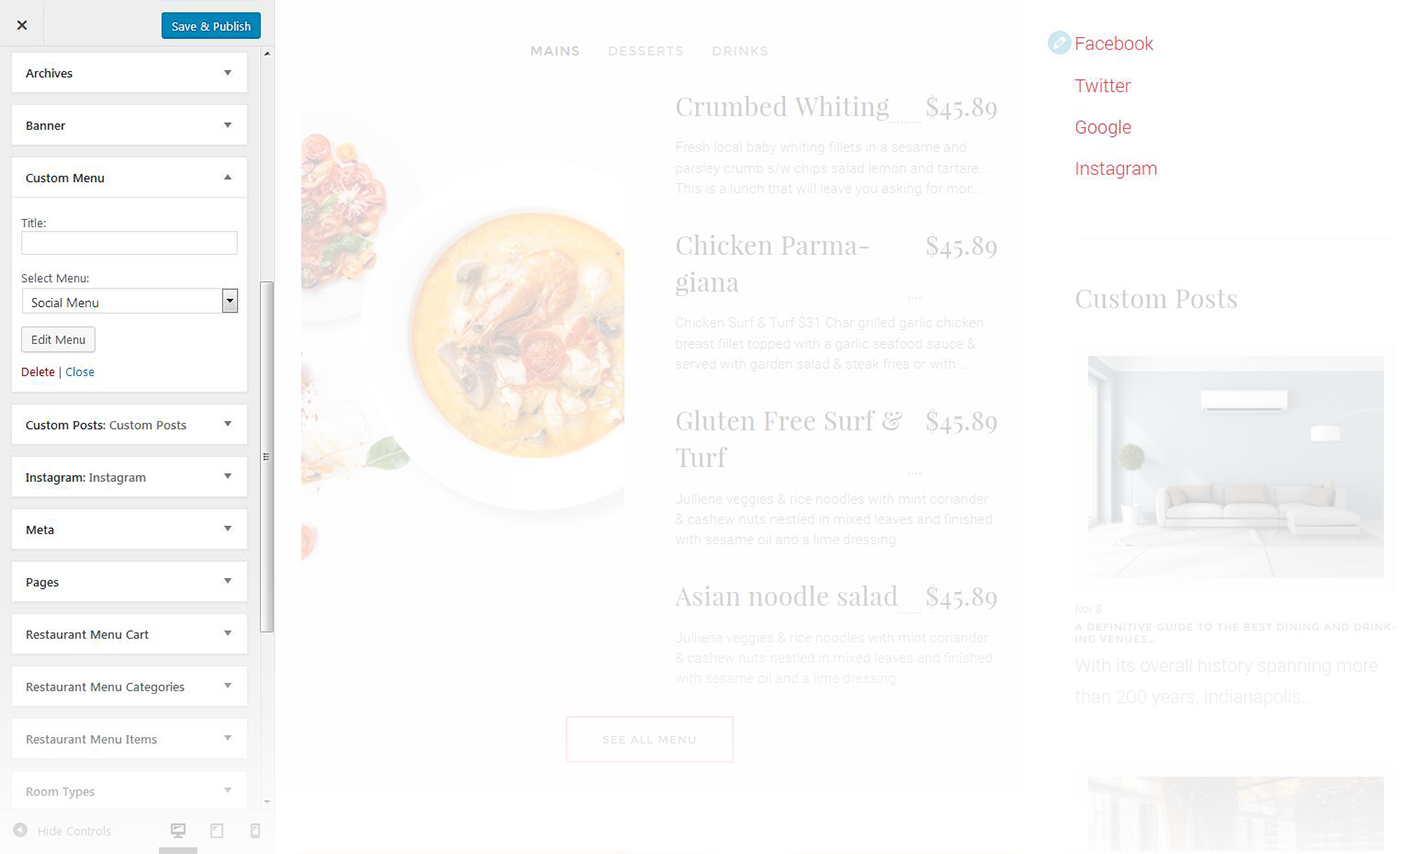 Save & Publish
Archives
Banner
Custom Menu
Title:
Select Menu:
Social Menu
Edit Menu
Delete | Close
Custom Posts: Custom Posts
Instagram: Instagram
Meta
Pages
Restaurant Menu Cart
Restaurant Menu Categories
Restaurant Menu Items
Room Types
Hide Controls
MAINS DESSERTS DRINKS
Crumbed Whiting $45.89
Fresh local baby whiting fillets in a sesame and
parsley crumb s/w chips salad lemon and tartare...
This is a lunch that will leave you asking for mor...
Chicken Parma- $45.89
giana
Chicken Surf & Turf $31 Char grilled garlic chicken
breast fillet topped with a garlic seafood sauce &
served with garden salad & steak fries or with ...
Gluten Free Surf & $45.89
Turf
Julliene veggies & rice noodles with mint coriander
& cashew nuts nestled in mixed leaves and finished
with sesame oil and a lime dressing.
Asian noodle salad $45.89
Julliene veggies & rice noodles with mint coriander
& cashew nuts nestled in mixed leaves and finished
with sesame oil and a lime dressing
SEE ALL MENU
Facebook
Twitter
Google
Instagram
Custom Posts
Nov 8
A DEFINITIVE GUIDE TO THE BEST DINING AND DRINK-
ING VENUES...
With its overall history spanning more
than 200 years, Indianapolis...